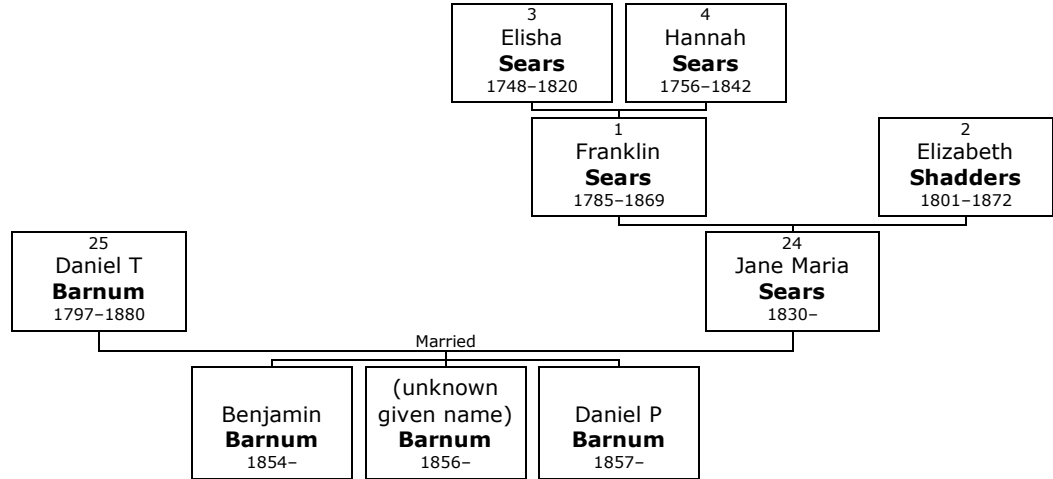 3
Elisha
Sears
1748–1820
4
Hannah
Sears
1756–1842
1
Franklin
Sears
1785–1869
2
Elizabeth
Shadders
1801–1872
25
Daniel T
Barnum
1797–1880
24
Jane Maria
Sears
1830–
Married
Benjamin
Barnum
1854–
(unknown
given name)
Barnum
1856–
Daniel P
Barnum
1857–